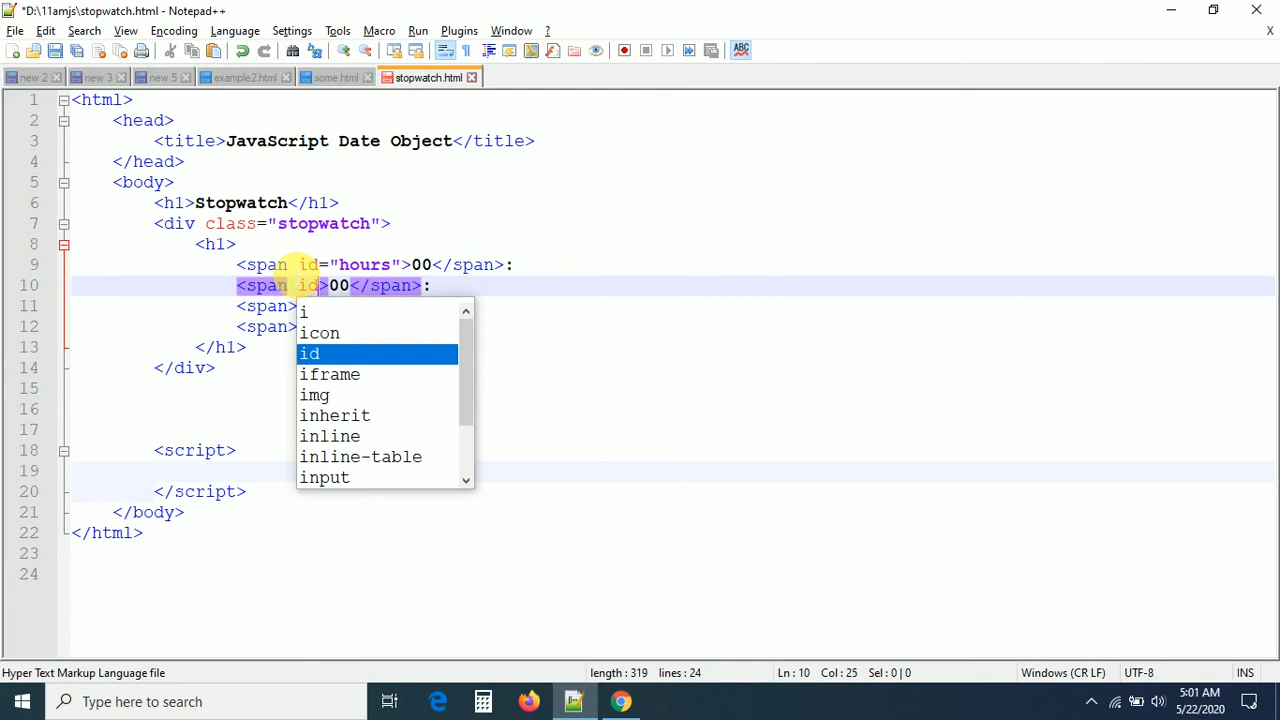 *D:\11amjs\stopwatch.html - Notepad++
File Edit Search View Encoding Language Settings Tools Macro Run Plugins Window ? X
new 2 new 3 new 5 example2.html some.html stopwatch.html
1 <html>
2 <head>
3 <title>JavaScript Date Object</title>
4 </head>
5 <body>
6 <h1>Stopwatch</h1>
7 <div class="stopwatch">
8 <h1>
9 <span id="hours">00</span>:
10 <span id>00</span>:
11 <span>
12 <span>
13 </h1>
14 </div>
15
16
17
18 <script>
19
20 </script>
21 </body>
22 </html>
23
24
i
icon
id
iframe
img
inherit
inline
inline-table
input
Hyper Text Markup Language file length : 319 lines : 24 Ln : 10 Col : 25 Sel : 0 | 0 Windows (CR LF) UTF-8 INS
Type here to search
5:01 AM
5/22/2020